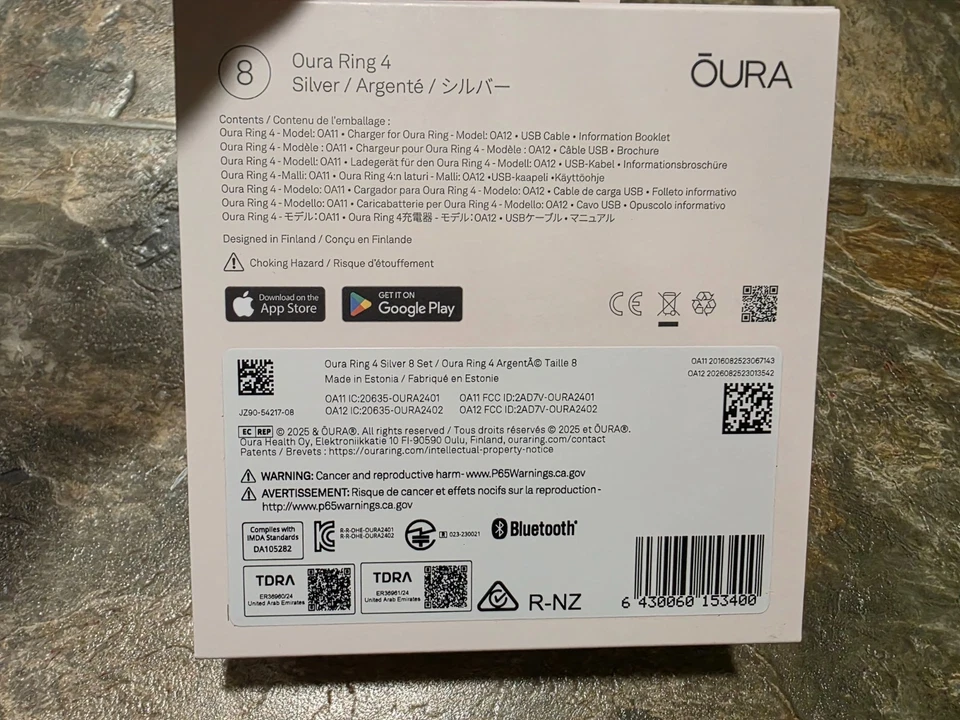 8
Oura Ring 4
Silver / Argenté / シルバー
ŌURA
Contents / Contenu de l'emballage :
Oura Ring 4 - Model: OA11 • Charger for Oura Ring - Model: OA12 • USB Cable • Information Booklet
Oura Ring 4 - Modèle : OA11 • Chargeur pour Oura Ring 4 - Modèle : OA12 • Câble USB • Brochure
Oura Ring 4 - Modell: OA11 • Ladegerät für den Oura Ring 4 - Modell: OA12 • USB-Kabel • Informationsbroschüre
Oura Ring 4 -Malli: OA11 • Oura Ring 4:n laturi - Malli: OA12 •USB-kaapeli •Käyttöohje
Oura Ring 4 - Modelo: OA11 • Cargador para Oura Ring 4 - Modelo: OA12 • Cable de carga USB • Folleto informativo
Oura Ring 4 - Modello: OA11 • Caricabatterie per Oura Ring 4 - Modello: OA12 • Cavo USB • Opuscolo informativo
Oura Ring 4 - モデル:OA11 • Oura Ring 4充電器 - モデル:OA12 • USBケーブル • マニュアル
Designed in Finland / Conçu en Finlande
Choking Hazard / Risque d'étouffement
Download on the
App Store
GET IT ON
Google Play
CE
Oura Ring 4 Silver 8 Set / Oura Ring 4 ArgentÃ© Taille 8
Made in Estonia / Fabriqué en Estonie
OA11 2016082523067143
OA12 2026082523013542
OA11 IC:20635-OURA2401 OA11 FCC ID:2AD7V-OURA2401
OA12 IC:20635-OURA2402 OA12 FCC ID:2AD7V-OURA2402
JZ90-54217-08
EC REP © 2025 & ŌURA®. All rights reserved / Tous droits réservés © 2025 et ŌURA®.
Oura Health Oy, Elektroniikkatie 10 FI-90590 Oulu, Finland, ouraring.com/contact
Patents / Brevets : https://ouraring.com/intellectual-property-notice
WARNING: Cancer and reproductive harm- www.P65Warnings.ca.gov
AVERTISSEMENT: Risque de cancer et effets nocifs sur la reproduction -
http://www.p65warnings.ca.gov
Complies with
IMDA Standards
DA105282
R-R-OHE-OURA2401
R-R-OHE-OURA2402
R 023-230021
Bluetooth®
TDRA
ER36960/24
United Arab Emirates
TDRA
ER36961/24
United Arab Emirates
R-NZ
6 430060 153400